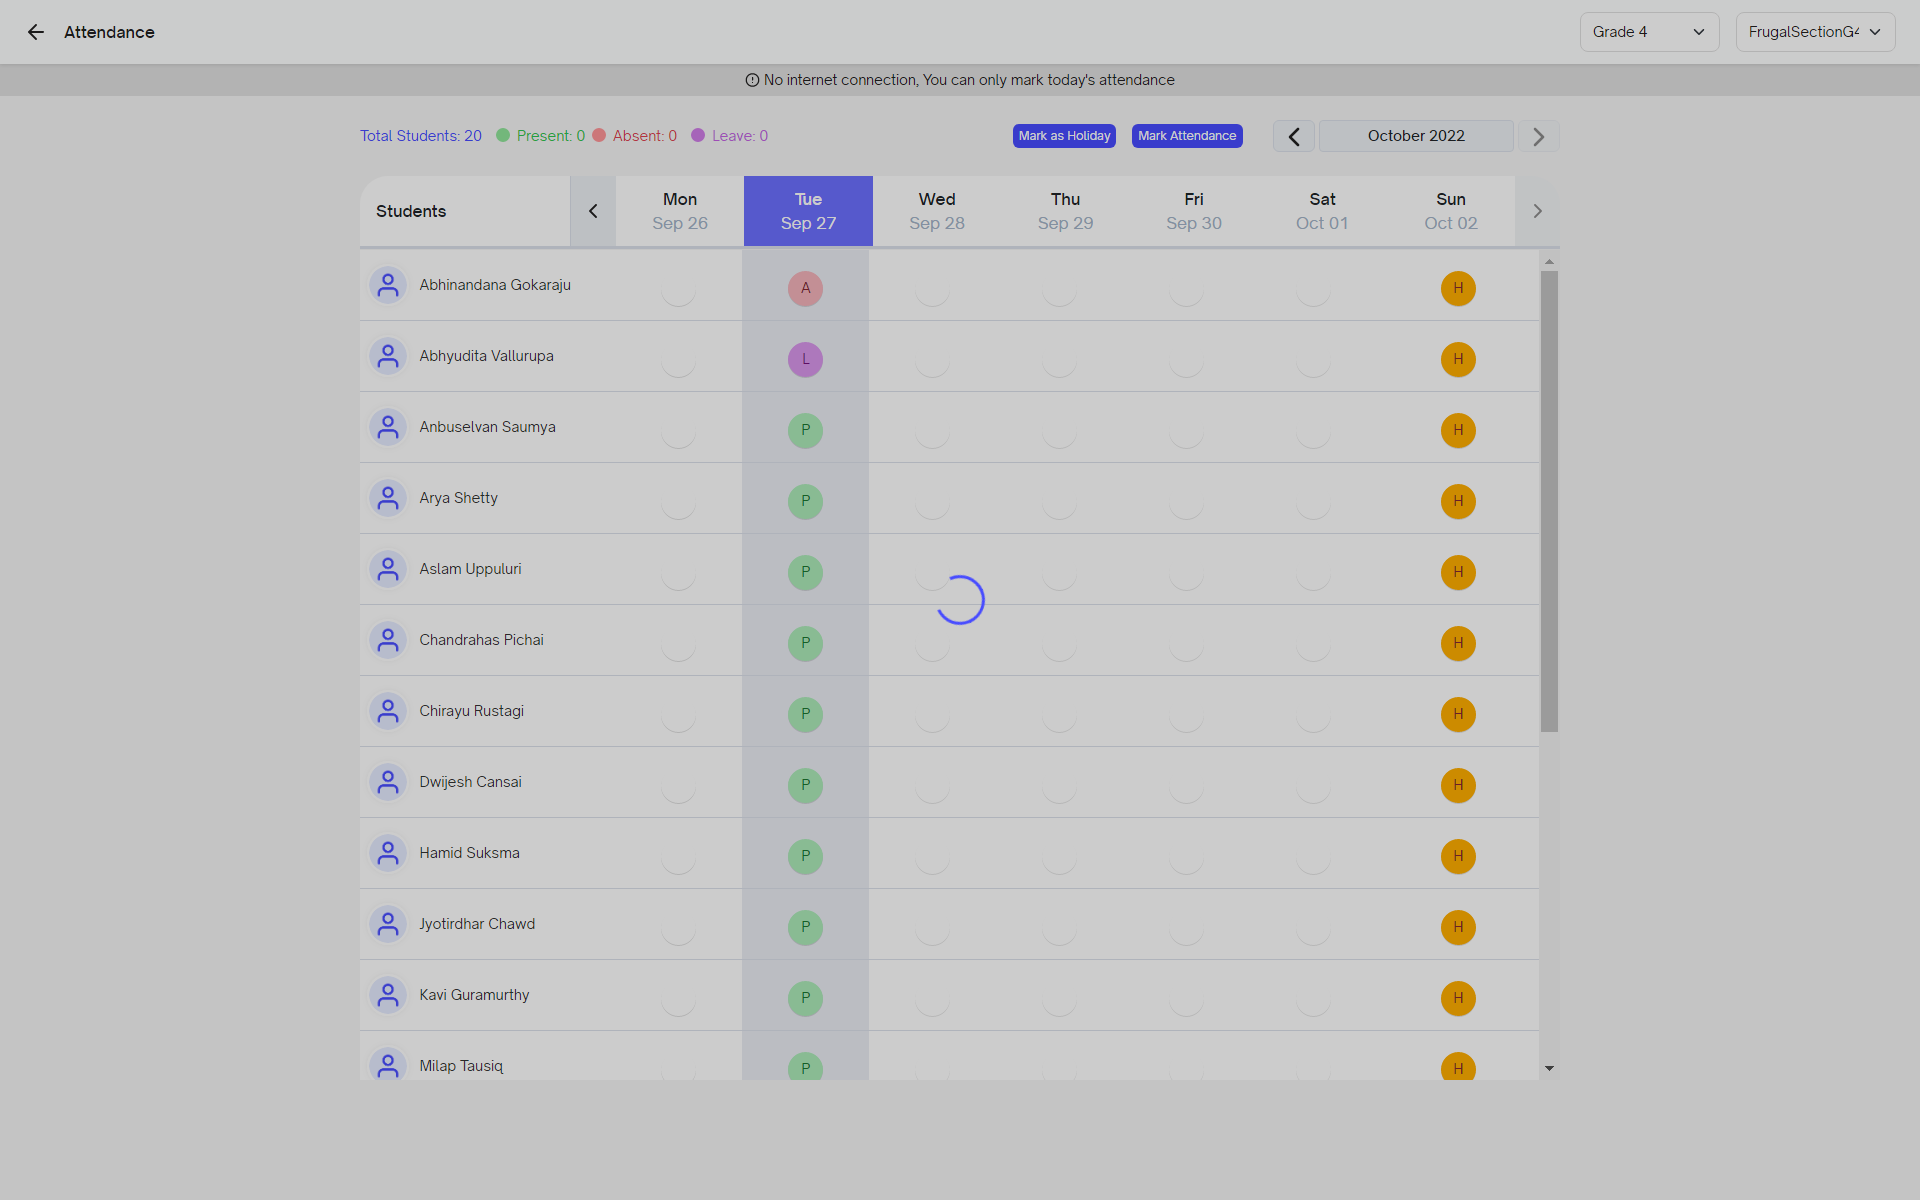 Attendance
Grade 4
FrugalSectionG4
No internet connection, You can only mark today's attendance
Total Students: 20 Present: 0 Absent: 0 Leave: 0
Mark as Holiday Mark Attendance October 2022
Students Mon Tue Wed Thu Fri Sat Sun
Sep 26 Sep 27 Sep 28 Sep 29 Sep 30 Oct 01 Oct 02
Abhinandana Gokaraju A H
Abhyudita Vallurupa L H
Anbuselvan Saumya P H
Arya Shetty P H
Aslam Uppuluri P H
Chandrahas Pichai P H
Chirayu Rustagi P H
Dwijesh Cansai P H
Hamid Suksma P H
Jyotirdhar Chawd P H
Kavi Guramurthy P H
Milap Tausiq P H